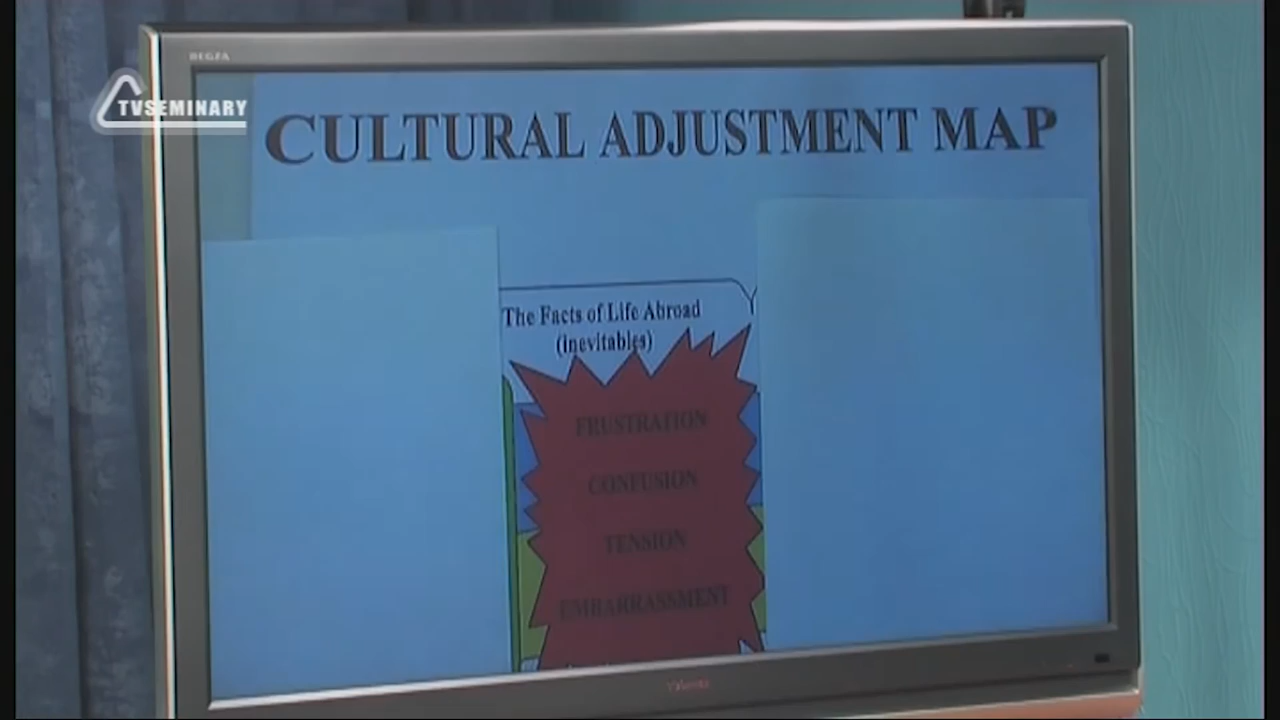 TVSEMINARY
CULTURAL ADJUSTMENT MAP
The Facts of Life Abroad
(inevitables)
FRUSTRATION
CONFUSION
TENSION
EMBARRASSMENT